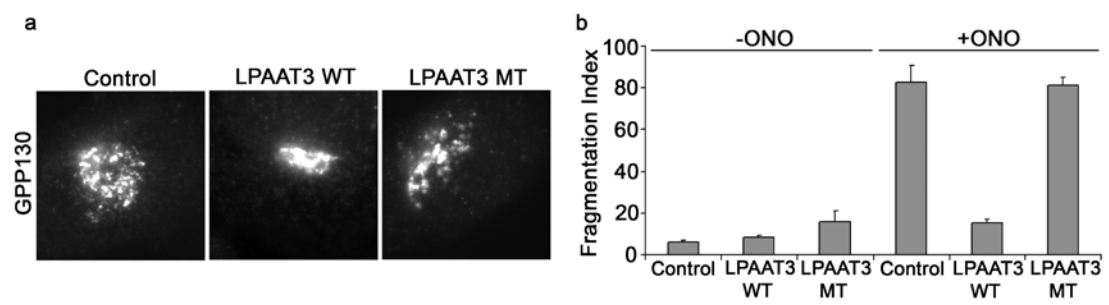 a
Control
LPAAT3 WT
LPAAT3 MT
GPP130
b
-ONO
+ONO
Fragmentation Index
100
80
60
40
20
0
Control
LPAAT3
WT
LPAAT3
MT
Control
LPAAT3
WT
LPAAT3
MT